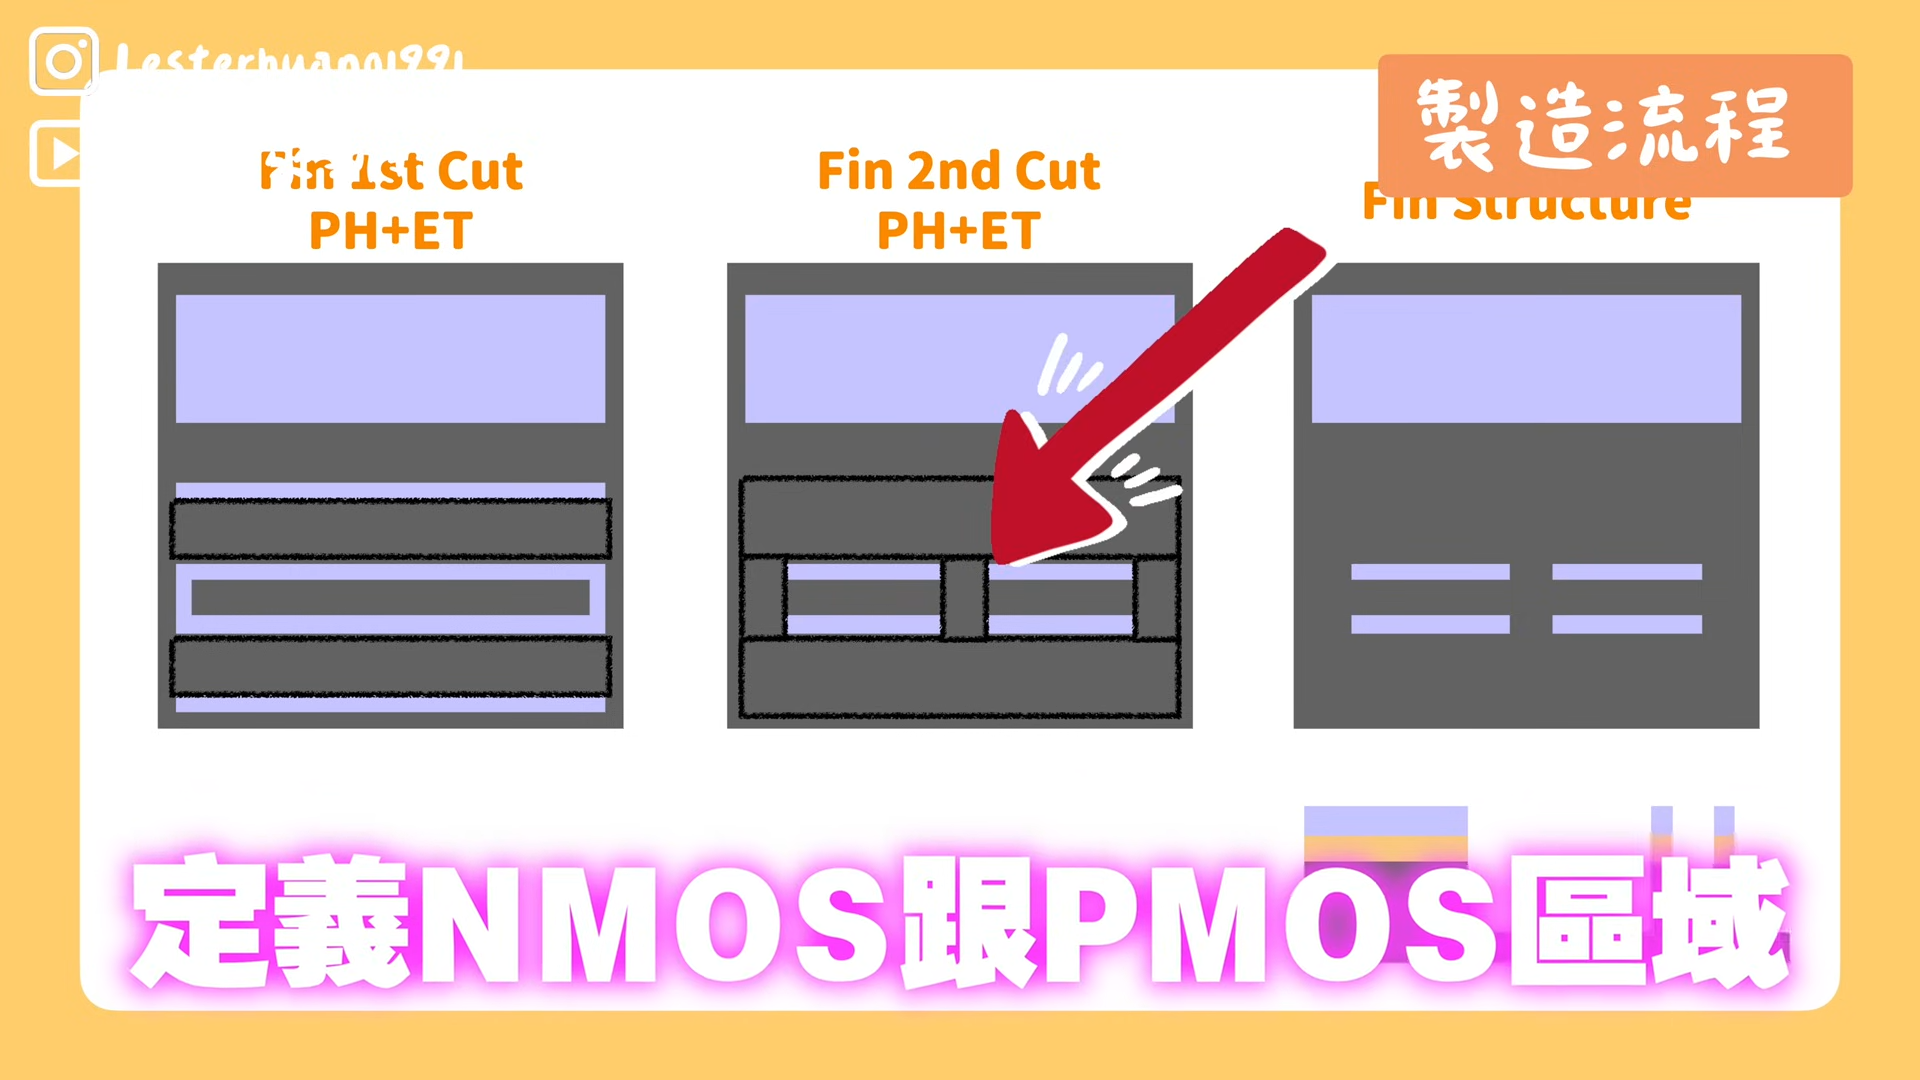 Lesterhuang1991
製造流程
Fin 1st Cut
PH+ET
Fin 2nd Cut
PH+ET
Fin Structure
定義NMOS跟PMOS區域